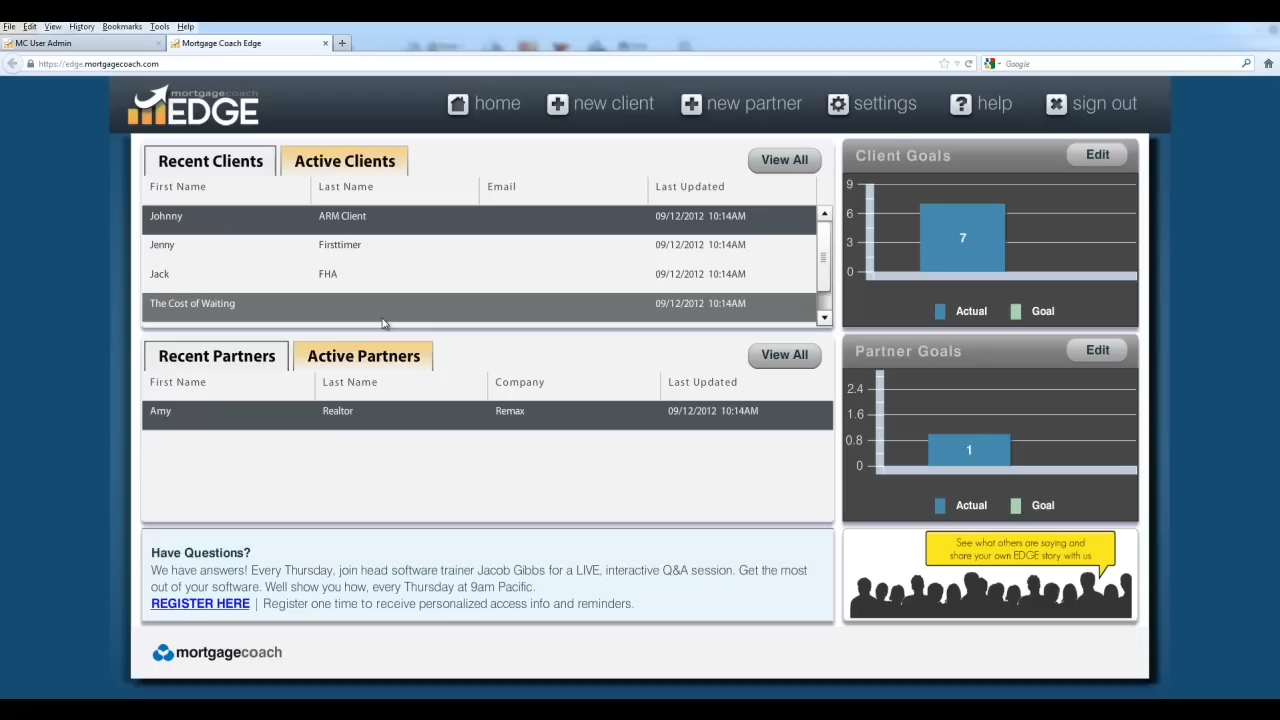 File Edit View History Bookmarks Tools Help
MC User Admin
Mortgage Coach Edge
https://edge.mortgagecoach.com
Google
mortgagecoach
EDGE
home
new client
new partner
settings
help
sign out
Recent Clients
Active Clients
View All
First Name Last Name Email Last Updated
Johnny ARM Client 09/12/2012 10:14AM
Jenny Firsttimer 09/12/2012 10:14AM
Jack FHA 09/12/2012 10:14AM
The Cost of Waiting 09/12/2012 10:14AM
Client Goals
Edit
9
6
3
0
7
Actual Goal
Recent Partners
Active Partners
View All
First Name Last Name Company Last Updated
Amy Realtor Remax 09/12/2012 10:14AM
Partner Goals
Edit
2.4
1.6
0.8
0
1
Actual Goal
Have Questions?
We have answers! Every Thursday, join head software trainer Jacob Gibbs for a LIVE, interactive Q&A session. Get the most
out of your software. Well show you how, every Thursday at 9am Pacific.
REGISTER HERE | Register one time to receive personalized access info and reminders.
See what others are saying and
share your own EDGE story with us
mortgagecoach